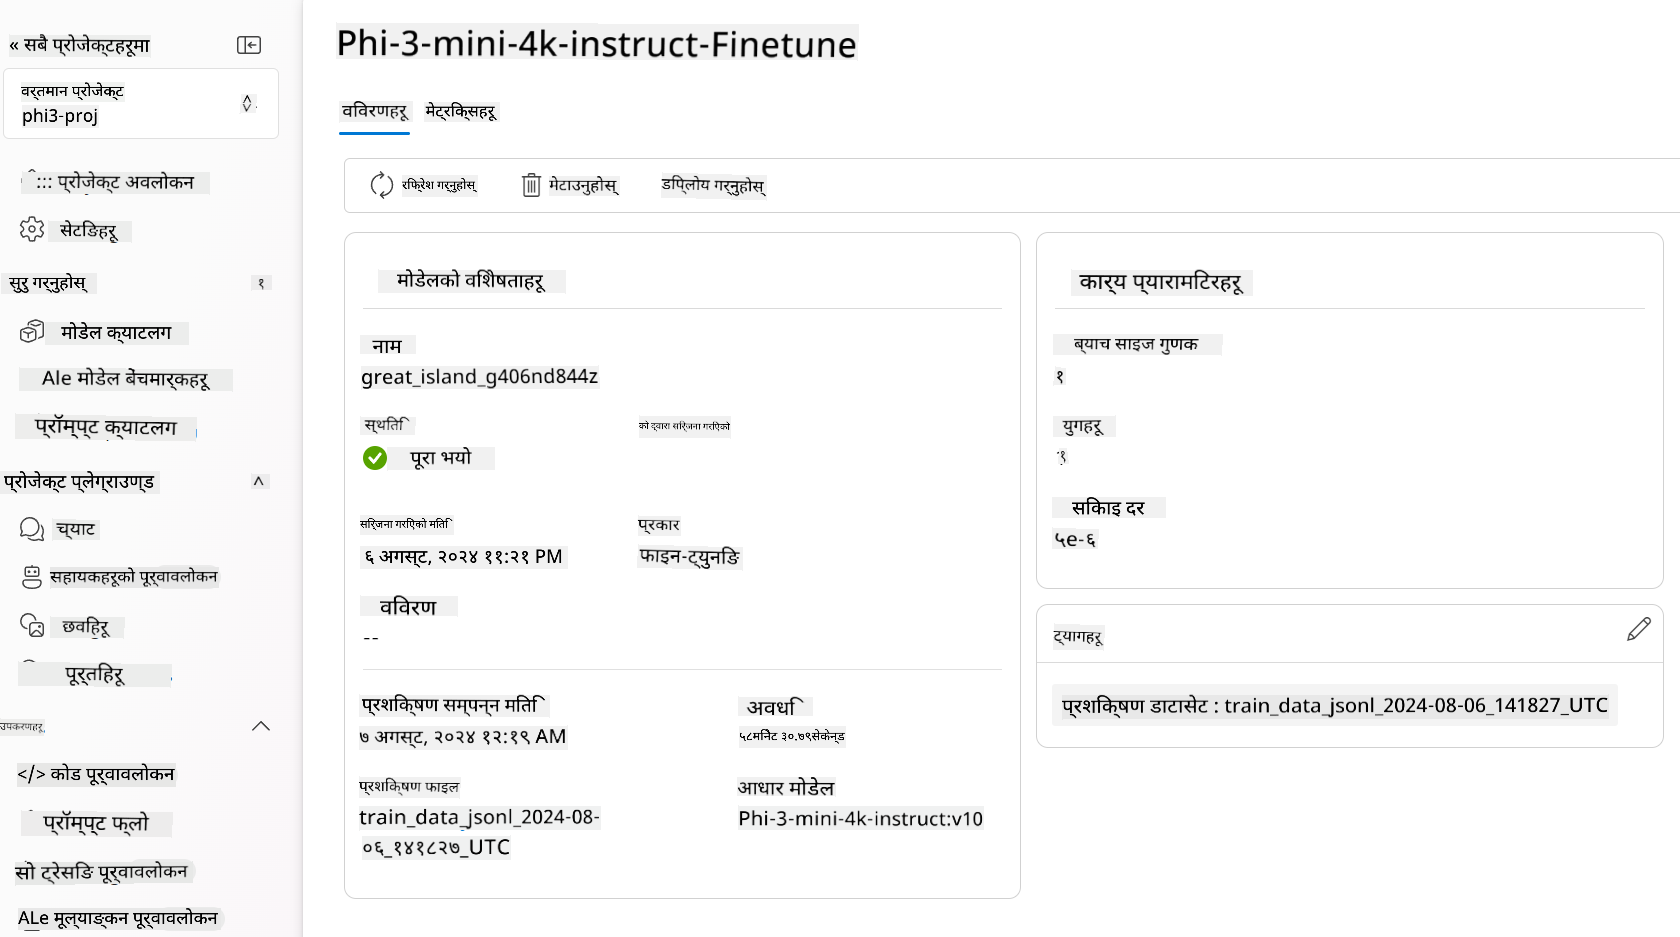 « सबै प्रोजेक्टहरूमा
वर्तमान प्रोजेक्ट
phi3-proj
::: प्रोजेक्ट अवलोकन
सेटिङहरू
सुरु गर्नुहोस् १
मोडेल क्याटलग
Ale मोडेल बेंचमार्कहरू
प्रॉम्प्ट क्याटलग
प्रोजेक्ट प्लेग्राउण्ड ^
च्याट
सहायकहरूको पूर्वावलोकन
छविहरू
पूर्तिहरू
उपकरणहरू
</> कोड पूर्वावलोकन
प्रॉम्प्ट फ्लो
सो ट्रेसिङ पूर्वावलोकन
ALe मूल्याङ्कन पूर्वावलोकन
Phi-3-mini-4k-instruct-Finetune
विवरणहरू मेट्रिक्सहरू
रिफ्रेश गर्नुहोस् मेटाउनुहोस् डिप्लोय गर्नुहोस्
मोडेलको विशेषताहरू
नाम
great_island_g406nd844z
स्थिति को द्वारा सिर्जना गरिएको
पूरा भयो
सिर्जना गरिएको मिति प्रकार
६ अगस्ट, २०२४ ११:२१ PM फाइन-ट्युनिङ
विवरण
--
प्रशिक्षण सम्पन्न मिति अवधि
७ अगस्ट, २०२४ १२:१९ AM ५८मिनेट ३०.७९सेकेन्ड
प्रशिक्षण फाइल आधार मोडेल
train_data_jsonl_2024-08- Phi-3-mini-4k-instruct:v10
०६_१४१८२७_UTC
कार्य प्यारामिटरहरू
ब्याच साइज गुणक
१
युगहरू
१
सिकाइ दर
५e-६
ट्यागहरू
प्रशिक्षण डाटासेट : train_data_jsonl_2024-08-06_141827_UTC